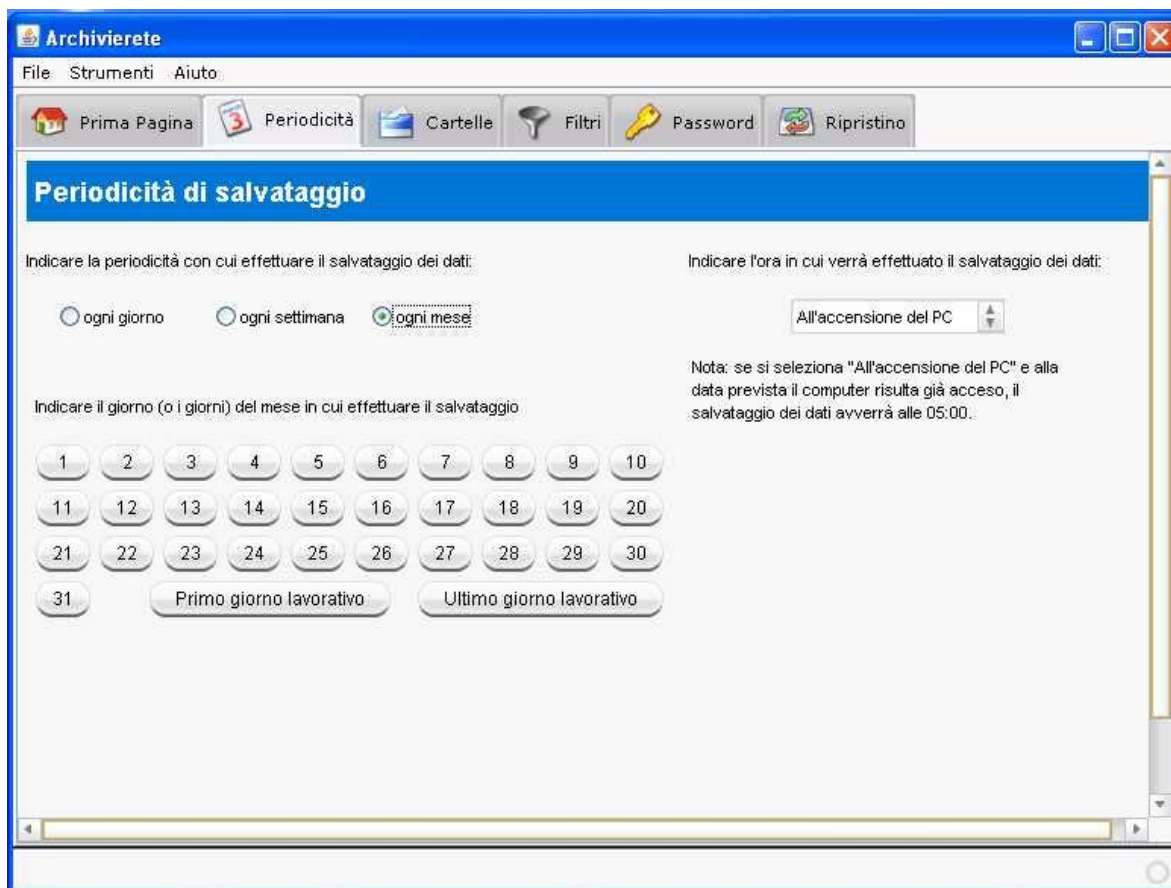 Archivierete
File Strumenti Aiuto
Prima Pagina 3 Periodicità Cartelle Filtri Password Ripristino
Periodicità di salvataggio
Indicare la periodicità con cui effettuare il salvataggio dei dati:
ogni giorno ogni settimana ogni mese
Indicare il giorno (o i giorni) del mese in cui effettuare il salvataggio
1 2 3 4 5 6 7 8 9 10
11 12 13 14 15 16 17 18 19 20
21 22 23 24 25 26 27 28 29 30
31 Primo giorno lavorativo Ultimo giorno lavorativo
Indicare l'ora in cui verrà effettuato il salvataggio dei dati:
All'accensione del PC
Nota: se si seleziona "All'accensione del PC" e alla
data prevista il computer risulta già acceso, il
salvataggio dei dati avverrà alle 05:00.